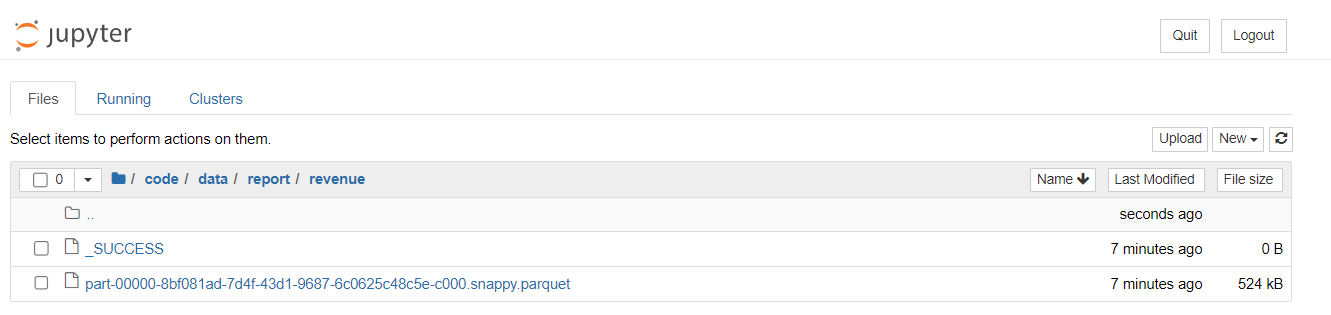 jupyter Quit Logout
Files Running Clusters
Select items to perform actions on them. Upload New
0 / code / data / report / revenue Name Last Modified File size
.. seconds ago
_SUCCESS 7 minutes ago 0 B
part-00000-8bf081ad-7d4f-43d1-9687-6c0625c48c5e-c000.snappy.parquet 7 minutes ago 524 kB